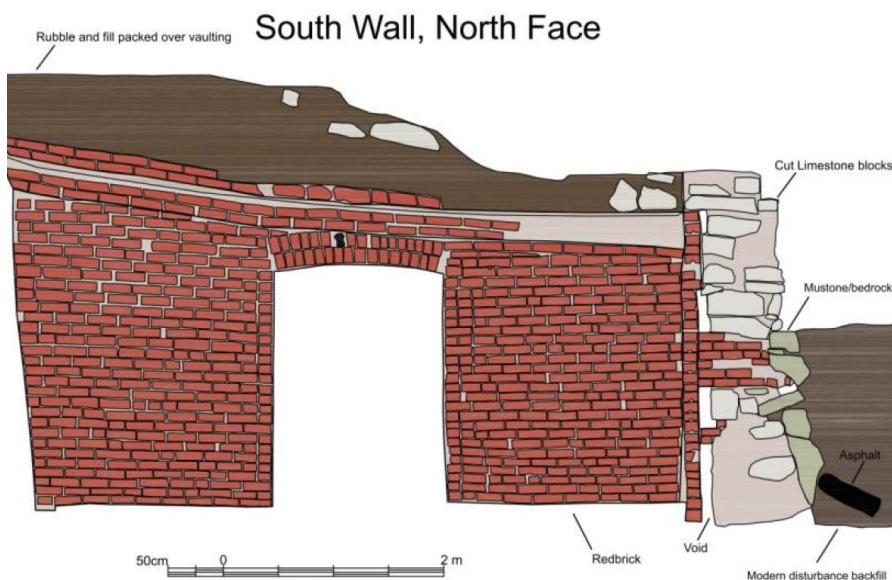 South Wall, North Face
Rubble and fill packed over vaulting
Cut Limestone blocks
Mustone/bedrock
Asphalt
50cm 0 2 m
Redbrick
Void
Modern disturbance backfill